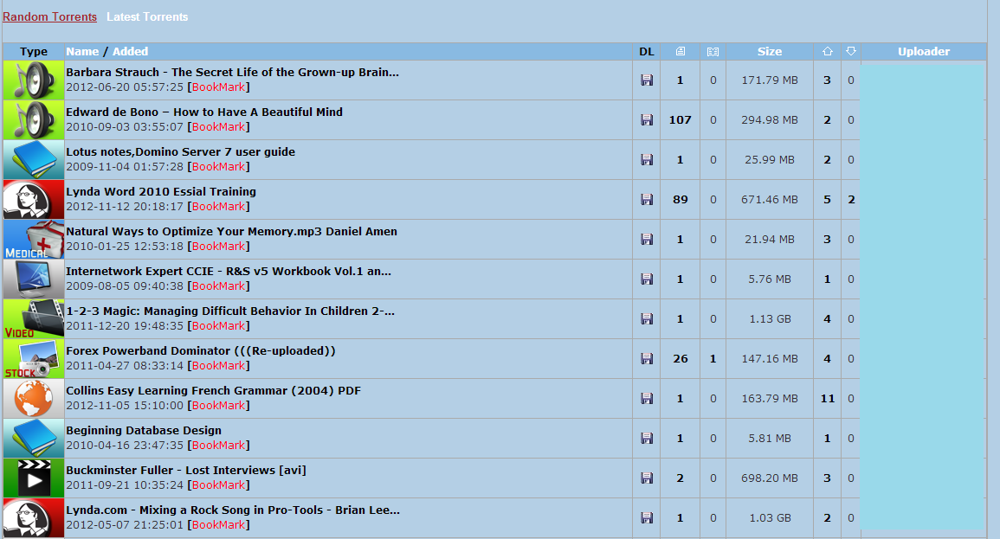 Random Torrents Latest Torrents
Type Name / Added DL Size Uploader
Barbara Strauch - The Secret Life of the Grown-up Brain...
2012-06-20 05:57:25 [BookMark] 1 0 171.79 MB 3 0
Edward de Bono – How to Have A Beautiful Mind
2010-09-03 03:55:07 [BookMark] 107 0 294.98 MB 2 0
Lotus notes,Domino Server 7 user guide
2009-11-04 01:57:28 [BookMark] 1 0 25.99 MB 2 0
Lynda Word 2010 Essial Training
2012-11-12 20:18:17 [BookMark] 89 0 671.46 MB 5 2
Natural Ways to Optimize Your Memory.mp3 Daniel Amen
MEDICAL 2010-01-25 12:53:18 [BookMark] 1 0 21.94 MB 3 0
Internetwork Expert CCIE - R&S v5 Workbook Vol.1 an...
2009-08-05 09:40:38 [BookMark] 1 0 5.76 MB 1 0
1-2-3 Magic: Managing Difficult Behavior In Children 2-...
VIDEO 2011-12-20 19:48:35 [BookMark] 1 0 1.13 GB 4 0
Forex Powerband Dominator (((Re-uploaded))
STOCK 2011-04-27 08:33:14 [BookMark] 26 1 147.16 MB 4 0
Collins Easy Learning French Grammar (2004) PDF
2012-11-05 15:10:00 [BookMark] 1 0 163.79 MB 11 0
Beginning Database Design
2010-04-16 23:47:35 [BookMark] 1 0 5.81 MB 1 0
Buckminster Fuller - Lost Interviews [avi]
2011-09-21 10:35:24 [BookMark] 2 0 698.20 MB 3 0
Lynda.com - Mixing a Rock Song in Pro-Tools - Brian Lee...
2012-05-07 21:25:01 [BookMark] 1 0 1.03 GB 2 0